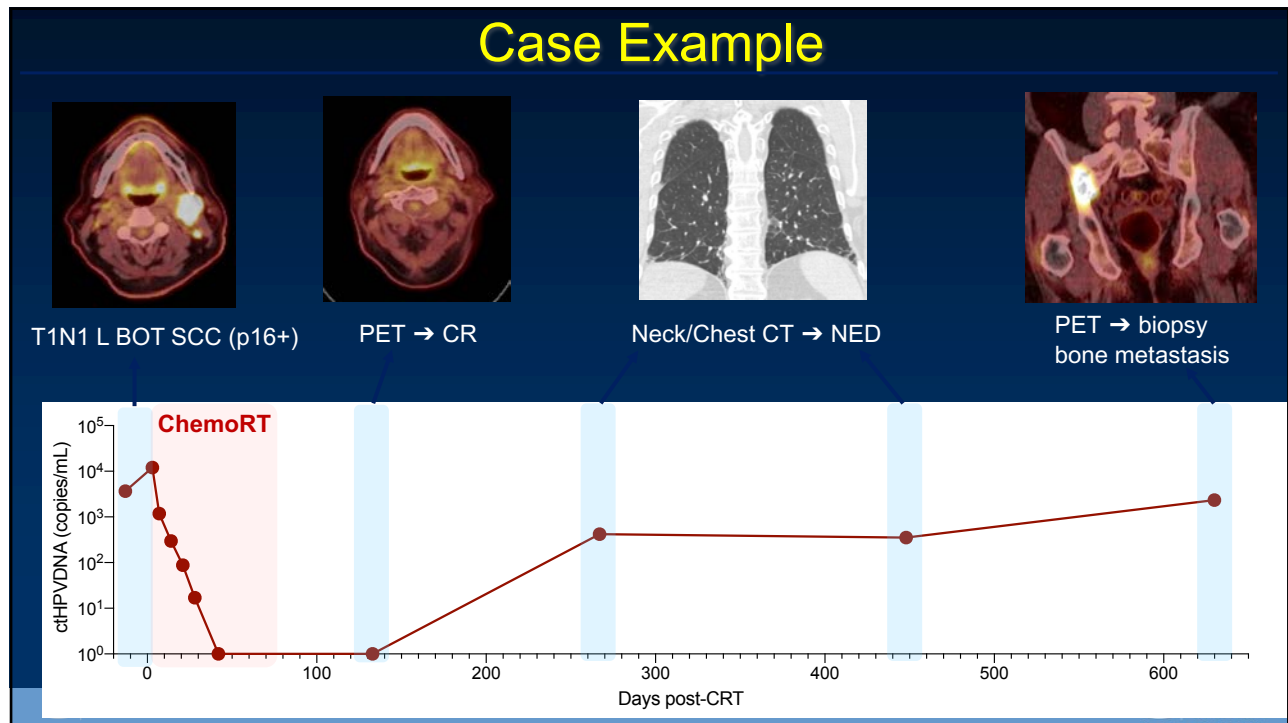 Case Example
T1N1 L BOT SCC (p16+)
PET → CR
Neck/Chest CT → NED
PET → biopsy
bone metastasis
ChemoRT
ctHPVDNA (copies/mL)
10⁵
10⁴
10³
10²
10¹
10⁰
0
100
200
300
400
500
600
Days post-CRT